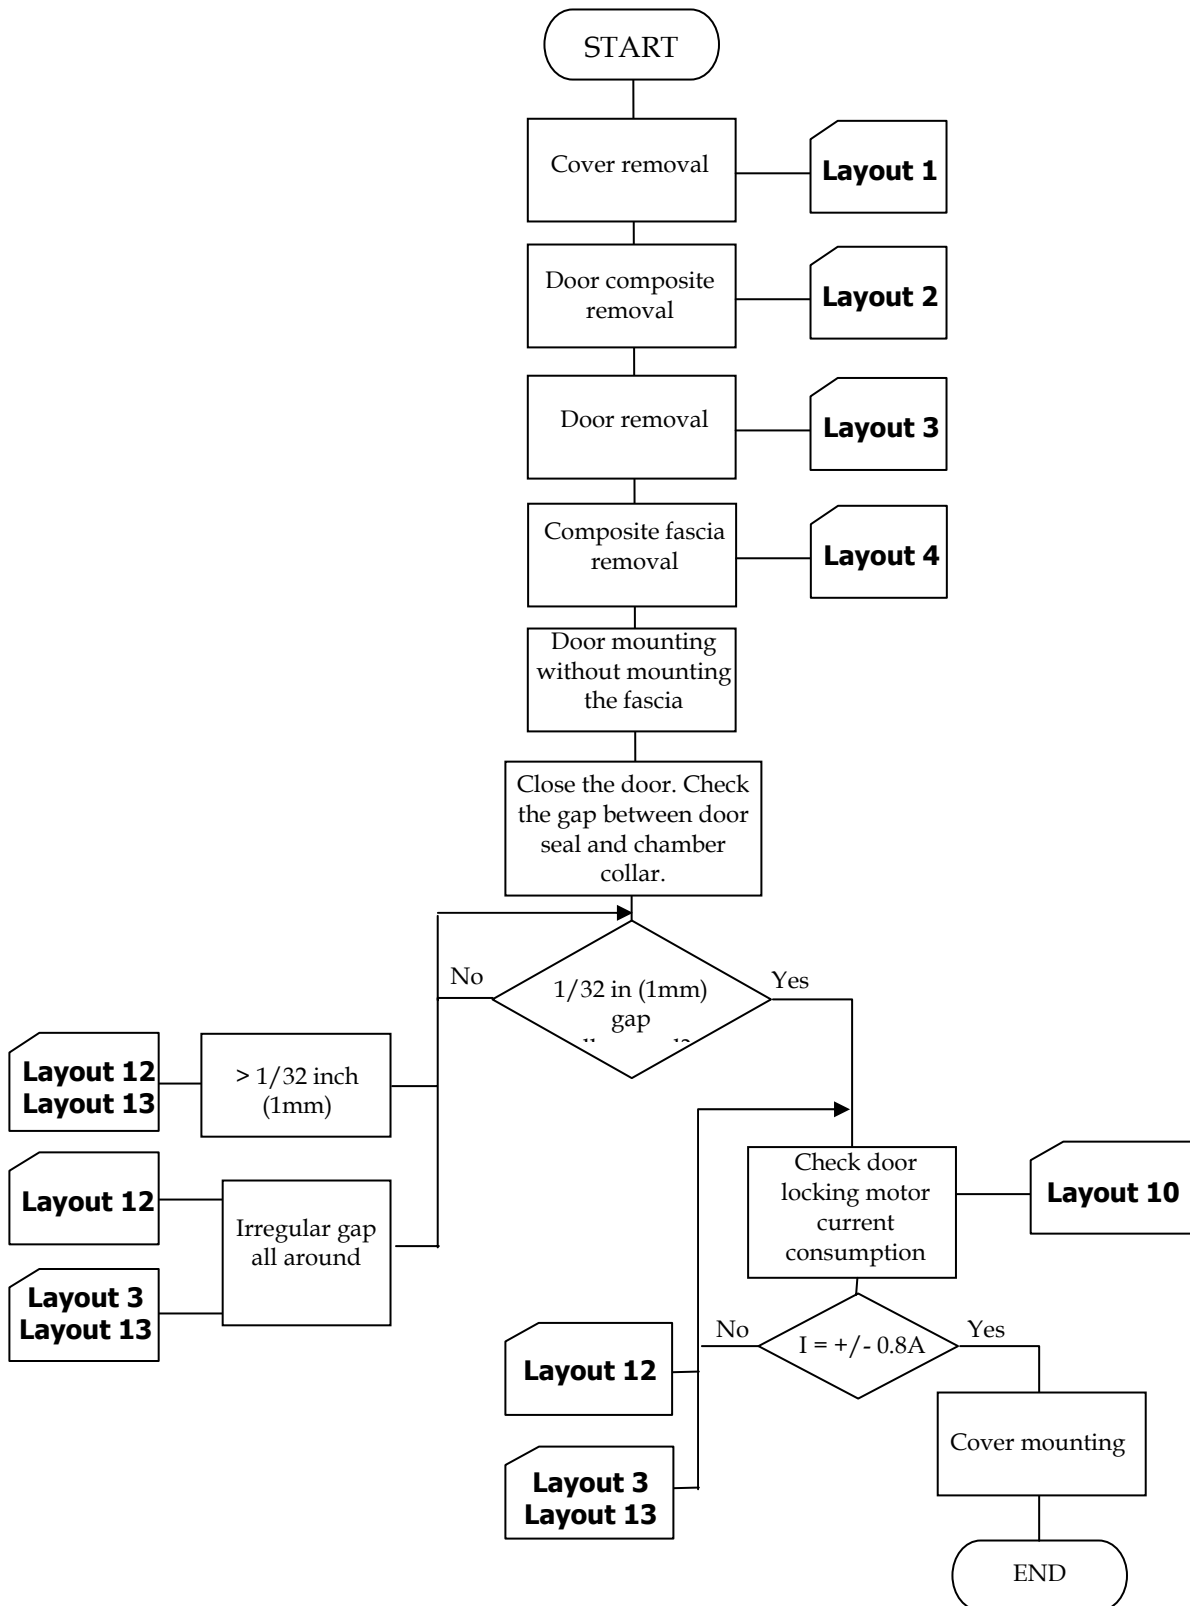 START
Cover removal
Layout 1
Door composite
removal
Layout 2
Door removal
Layout 3
Composite fascia
removal
Layout 4
Door mounting
without mounting
the fascia
Close the door. Check
the gap between door
seal and chamber
collar.
No
1/32 in (1mm)
gap
Yes
Layout 12
Layout 13
> 1/32 inch
(1mm)
Layout 12
Irregular gap
all around
Layout 3
Layout 13
Check door
locking motor
current
consumption
Layout 10
No
I = +/- 0.8A
Yes
Layout 12
Layout 3
Layout 13
Cover mounting
END